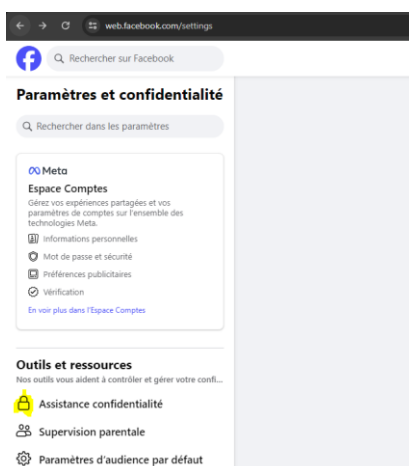 web.facebook.com/settings
Rechercher sur Facebook
Paramètres et confidentialité
Rechercher dans les paramètres
Meta
Espace Comptes
Gérez vos expériences partagées et vos
paramètres de comptes sur l'ensemble des
technologies Meta.
Informations personnelles
Mot de passe et sécurité
Préférences publicitaires
Vérification
En voir plus dans l'Espace Comptes
Outils et ressources
Nos outils vous aident à contrôler et gérer votre confi...
Assistance confidentialité
Supervision parentale
Paramètres d'audience par défaut